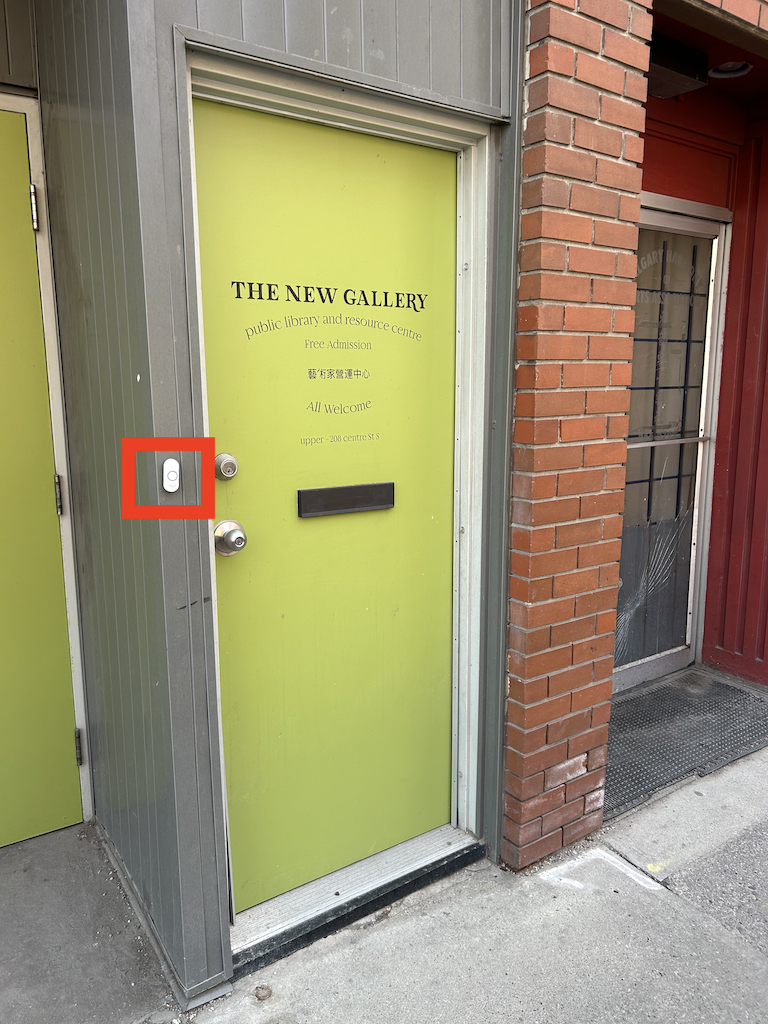 THE NEW GALLERY
public library and resource centre
Free Admission
藝術家營運中心
All Welcome
upper - 208 centre St S